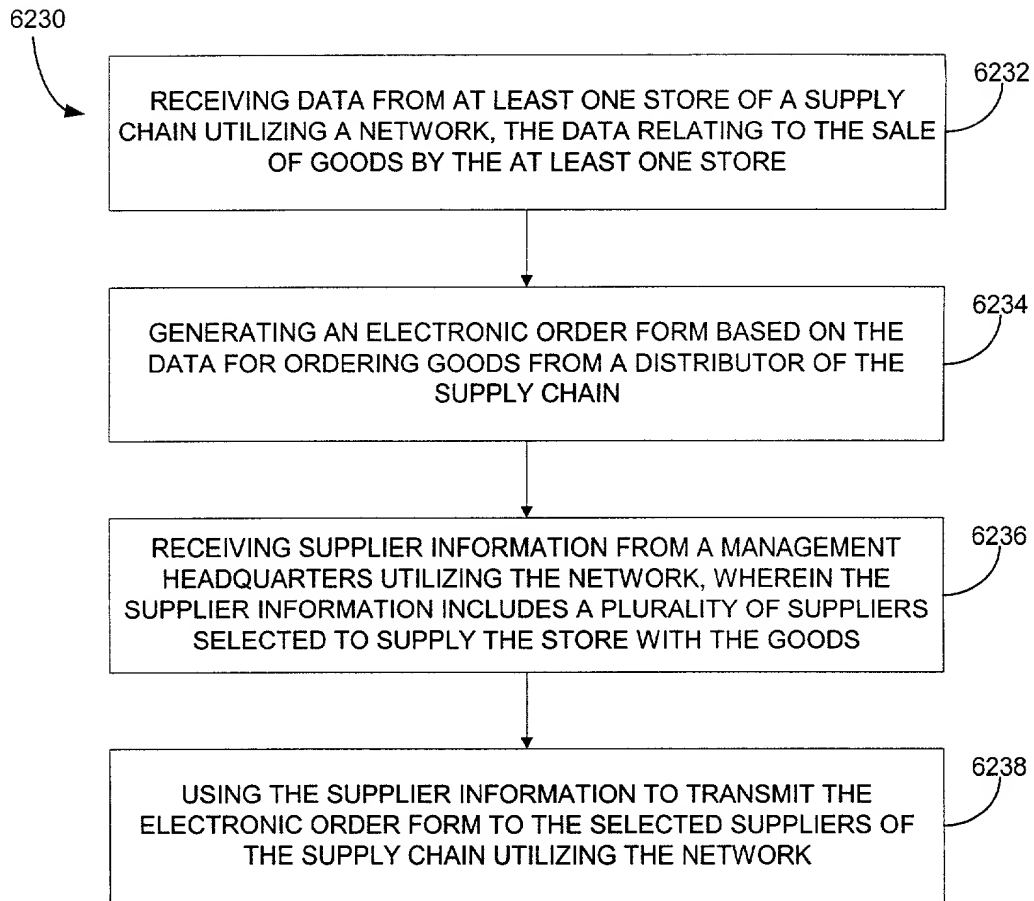 6230
6232
RECEIVING DATA FROM AT LEAST ONE STORE OF A SUPPLY
CHAIN UTILIZING A NETWORK, THE DATA RELATING TO THE SALE
OF GOODS BY THE AT LEAST ONE STORE
6234
GENERATING AN ELECTRONIC ORDER FORM BASED ON THE
DATA FOR ORDERING GOODS FROM A DISTRIBUTOR OF THE
SUPPLY CHAIN
6236
RECEIVING SUPPLIER INFORMATION FROM A MANAGEMENT
HEADQUARTERS UTILIZING THE NETWORK, WHEREIN THE
SUPPLIER INFORMATION INCLUDES A PLURALITY OF SUPPLIERS
SELECTED TO SUPPLY THE STORE WITH THE GOODS
6238
USING THE SUPPLIER INFORMATION TO TRANSMIT THE
ELECTRONIC ORDER FORM TO THE SELECTED SUPPLIERS OF
THE SUPPLY CHAIN UTILIZING THE NETWORK